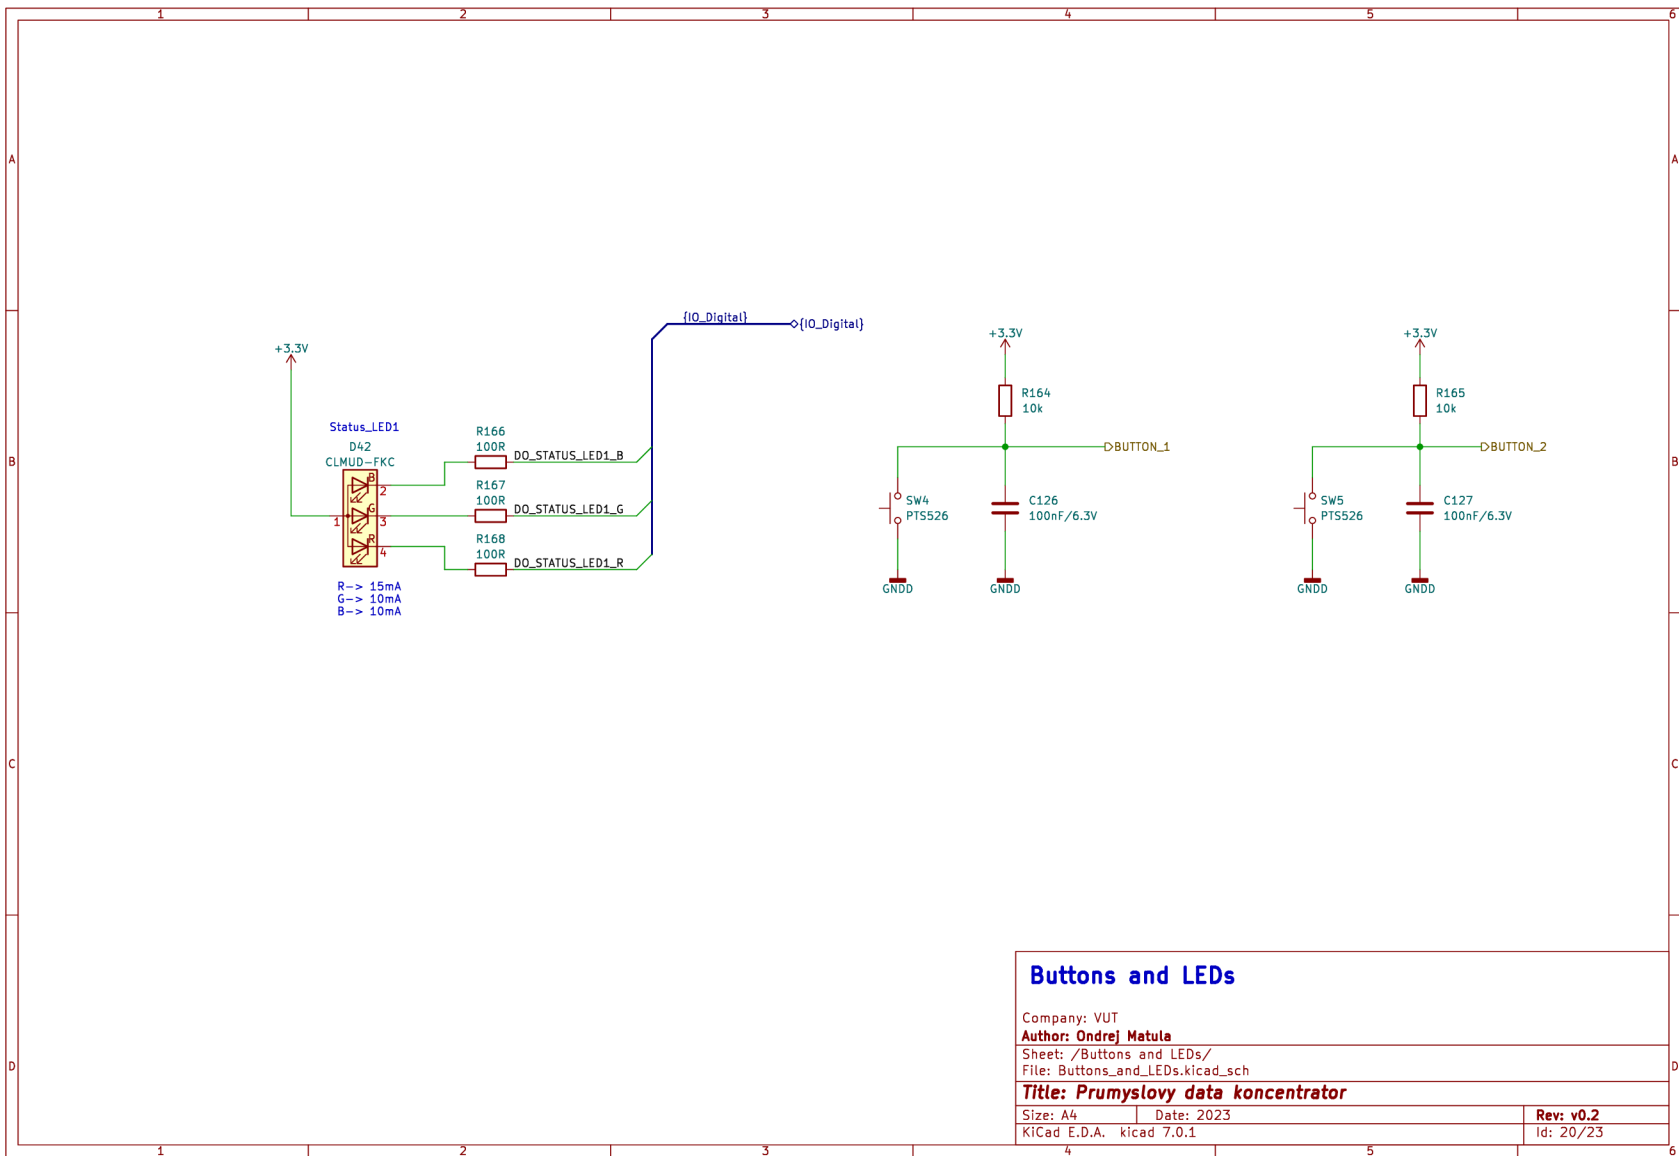 1 2 3 4 5 6
A A
{IO_Digital} {IO_Digital}
+3.3V +3.3V +3.3V
Status_LED1
D42
CLMUD-FKC
B
2
G
1 3
R
4
R-> 15mA
G-> 10mA
B-> 10mA
R166
100R
DO_STATUS_LED1_B
R167
100R
DO_STATUS_LED1_G
R168
100R
DO_STATUS_LED1_R
R164
10k
BUTTON_1
SW4
PTS526
C126
100nF/6.3V
GNDD GNDD
R165
10k
BUTTON_2
SW5
PTS526
C127
100nF/6.3V
GNDD GNDD
B B
C C
Buttons and LEDs
Company: VUT
Author: Ondrej Matula
Sheet: /Buttons and LEDs/
File: Buttons_and_LEDs.kicad_sch
Title: Prumyslovy data koncentrator
Size: A4 Date: 2023 Rev: v0.2
KiCad E.D.A. kicad 7.0.1 Id: 20/23
D D
1 2 3 4 5 6